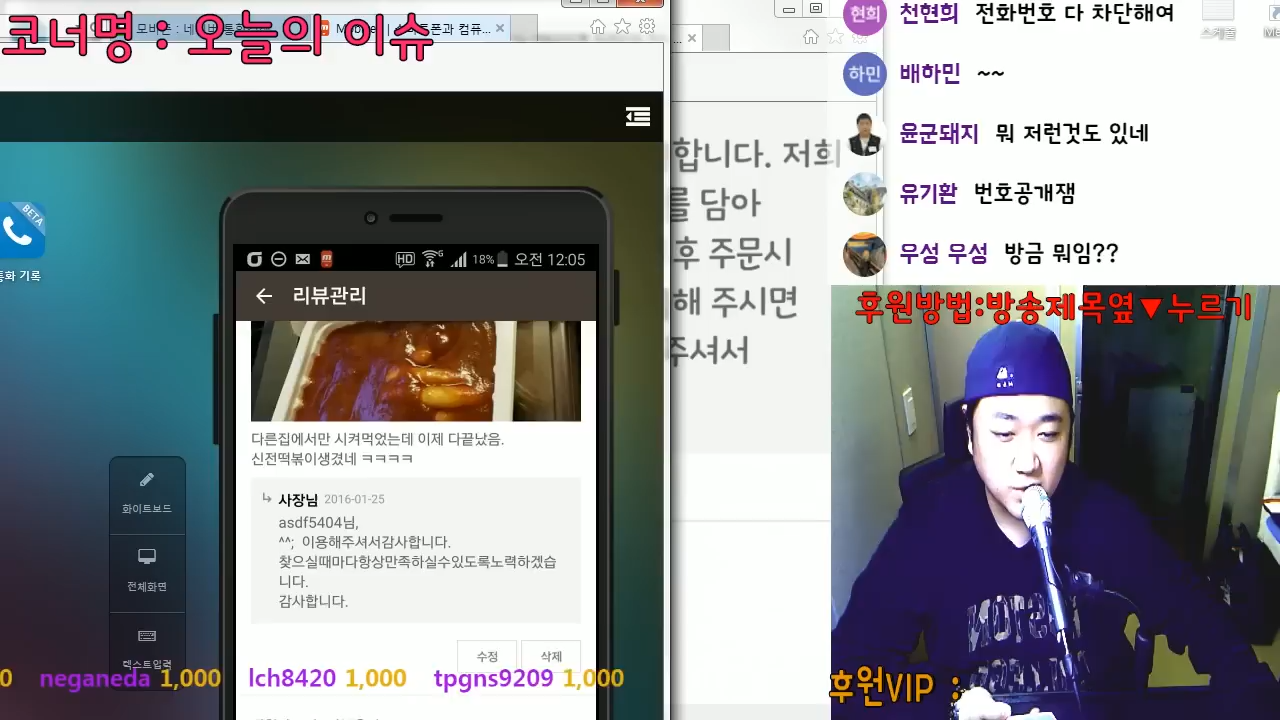 코너명 : 오늘의 이슈
현희 천현희 전화번호 다 차단해여
하민 배하민 ~~
윤군돼지 뭐 저런것도 있네
유기환 번호공개잼
우성 우성 방금 뭐임??
스케줄
합니다. 저희
를 담아
후 주문시
해 주시면
주셔서
후원방법:방송제목옆▼누르기
BETA
통화 기록
HD 18% 오전 12:05
리뷰관리
다른집에서만 시켜먹었는데 이제 다끝났음.
신전떡볶이생겼네 ㅋㅋㅋㅋ
사장님 2016-01-25
asdf5404님,
^^; 이용해주셔서감사합니다.
찾으실때마다항상만족하실수있도록노력하겠습
니다.
감사합니다.
수정 삭제
화이트보드
전체화면
텍스트입력
0 neganeda 1,000 lch8420 1,000 tpgns9209 1,000
후원VIP :